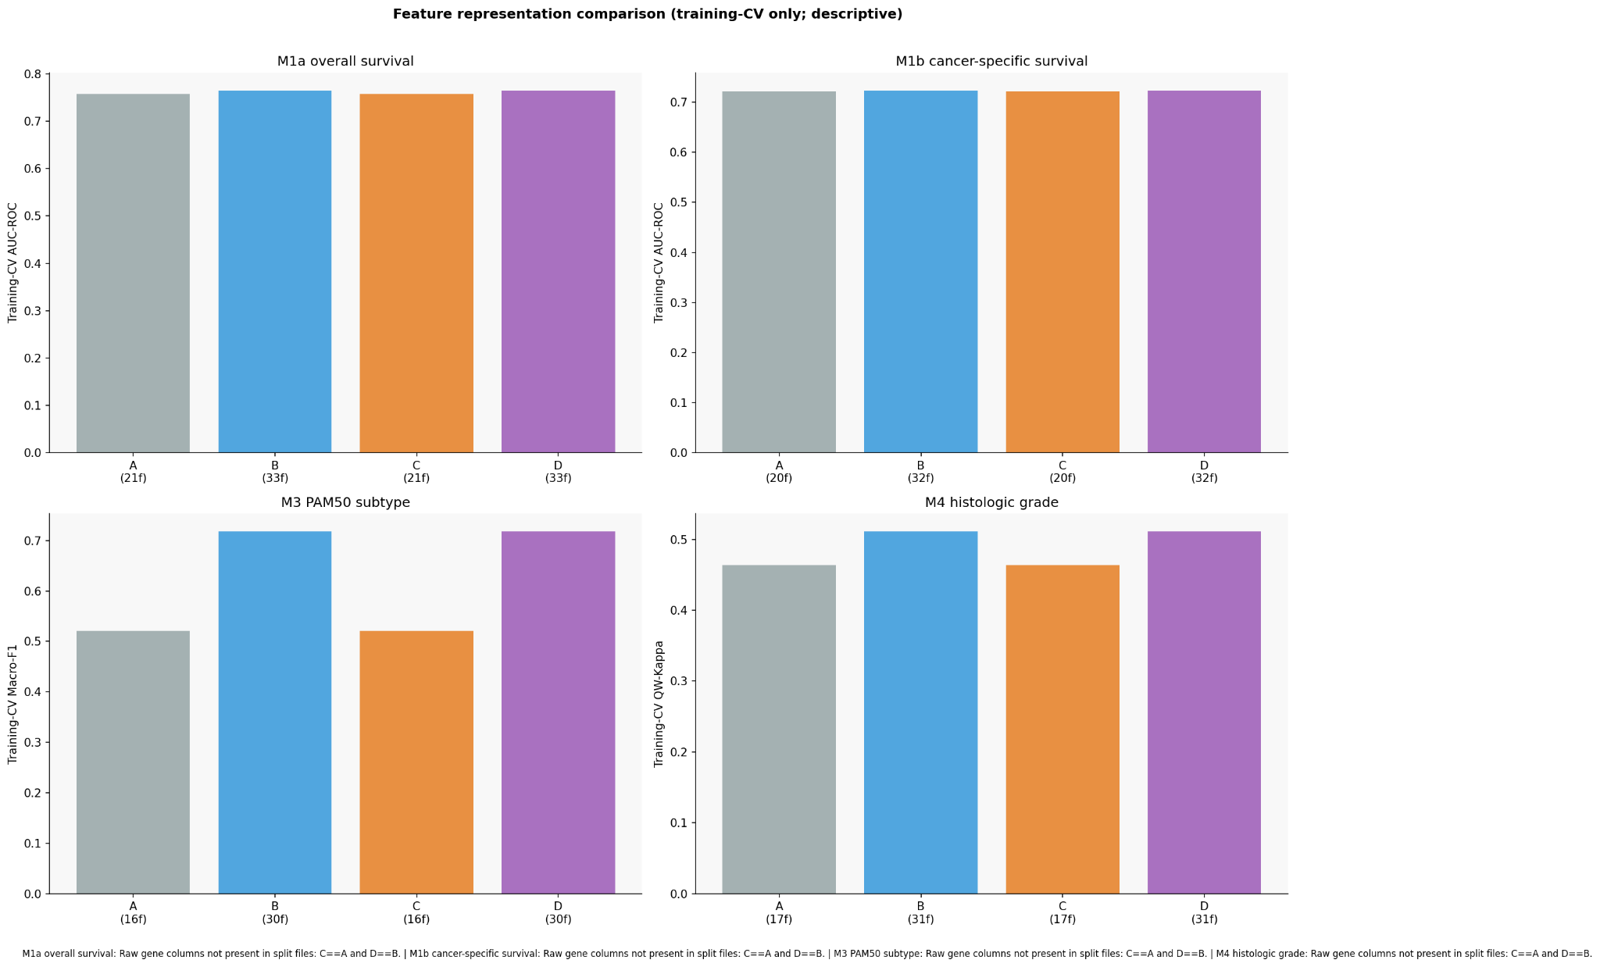 Feature representation comparison (training-CV only; descriptive)
M1a overall survival
Training-CV AUC-ROC
0.8
0.7
0.6
0.5
0.4
0.3
0.2
0.1
0.0
A
(21f)
B
(33f)
C
(21f)
D
(33f)
M1b cancer-specific survival
Training-CV AUC-ROC
0.7
0.6
0.5
0.4
0.3
0.2
0.1
0.0
A
(20f)
B
(32f)
C
(20f)
D
(32f)
M3 PAM50 subtype
Training-CV Macro-F1
0.7
0.6
0.5
0.4
0.3
0.2
0.1
0.0
A
(16f)
B
(30f)
C
(16f)
D
(30f)
M4 histologic grade
Training-CV QW-Kappa
0.5
0.4
0.3
0.2
0.1
0.0
A
(17f)
B
(31f)
C
(17f)
D
(31f)
M1a overall survival: Raw gene columns not present in split files: C==A and D==B. | M1b cancer-specific survival: Raw gene columns not present in split files: C==A and D==B. | M3 PAM50 subtype: Raw gene columns not present in split files: C==A and D==B. | M4 histologic grade: Raw gene columns not present in split files: C==A and D==B.